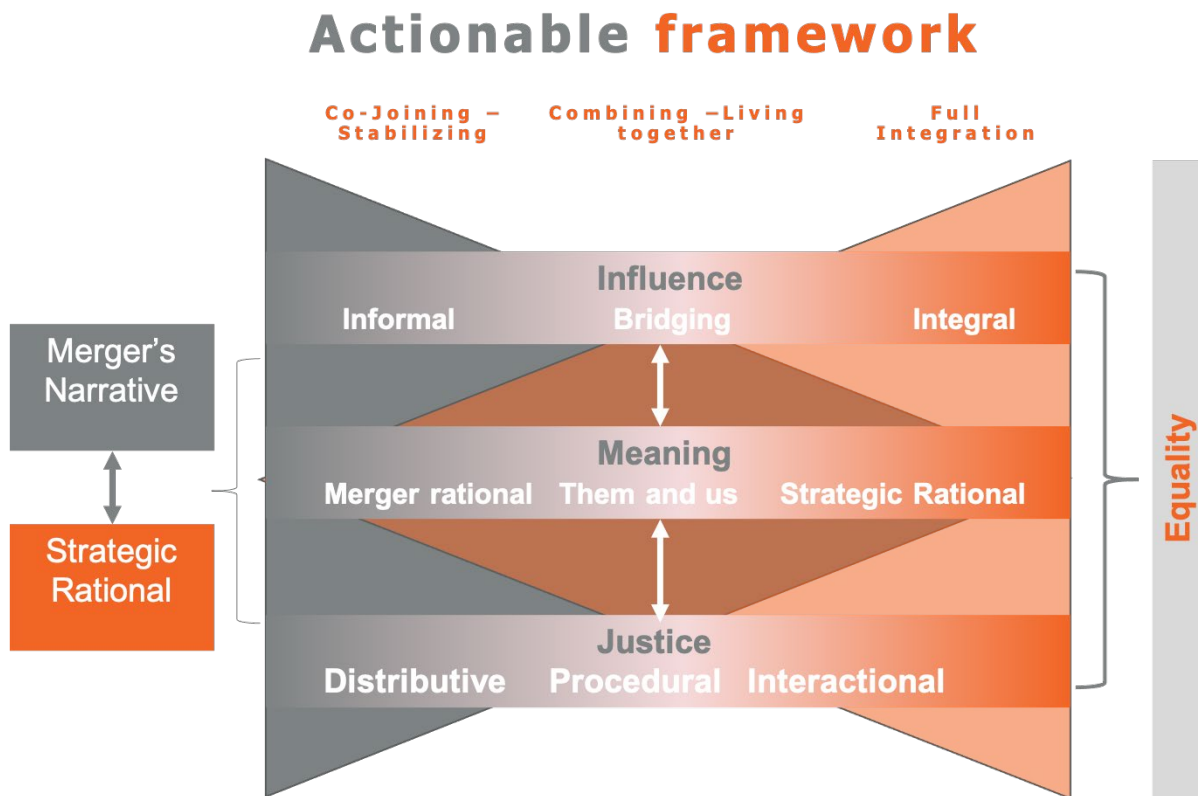 Actionable framework
Co-Joining –
Stabilizing
Combining –Living
together
Full
Integration
Influence
Informal Bridging Integral
Merger's
Narrative
Meaning
Merger rational Them and us Strategic Rational
Strategic
Rational
Justice
Distributive Procedural Interactional
Equality